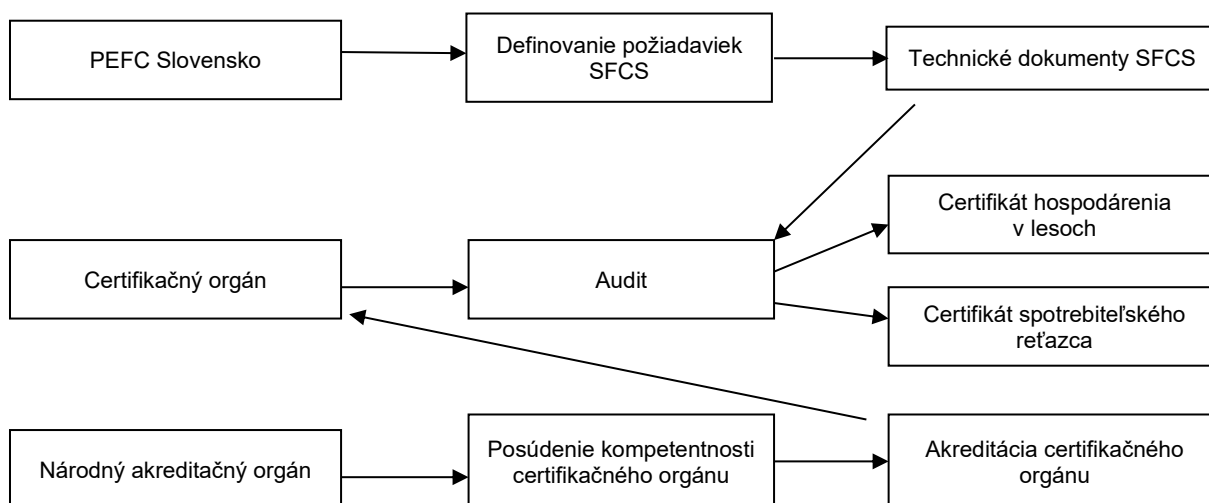 PEFC Slovensko
Definovanie požiadaviek
SFCS
Technické dokumenty SFCS
Certifikát hospodárenia
v lesoch
Certifikačný orgán
Audit
Certifikát spotrebiteľského
reťazca
Národný akreditačný orgán
Posúdenie kompetentnosti
certifikačného orgánu
Akreditácia certifikačného
orgánu